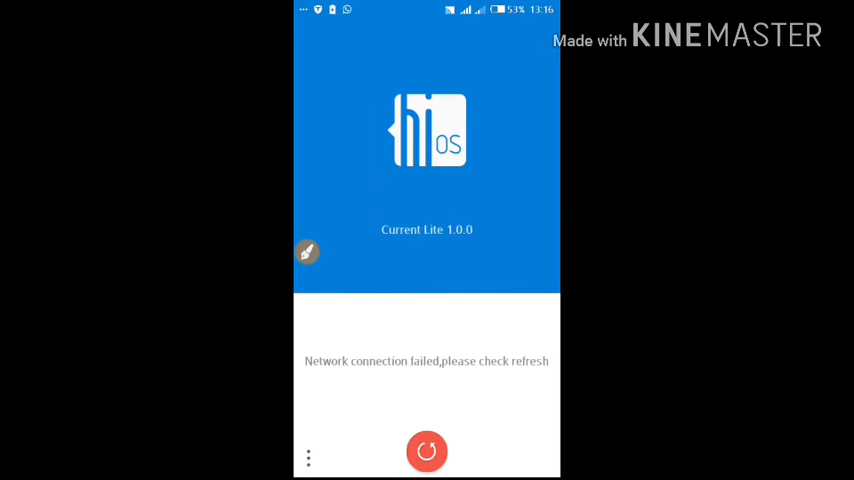 53% 13:16
Made with KINEMASTER
hi
OS
Current Lite 1.0.0
Network connection failed,please check refresh